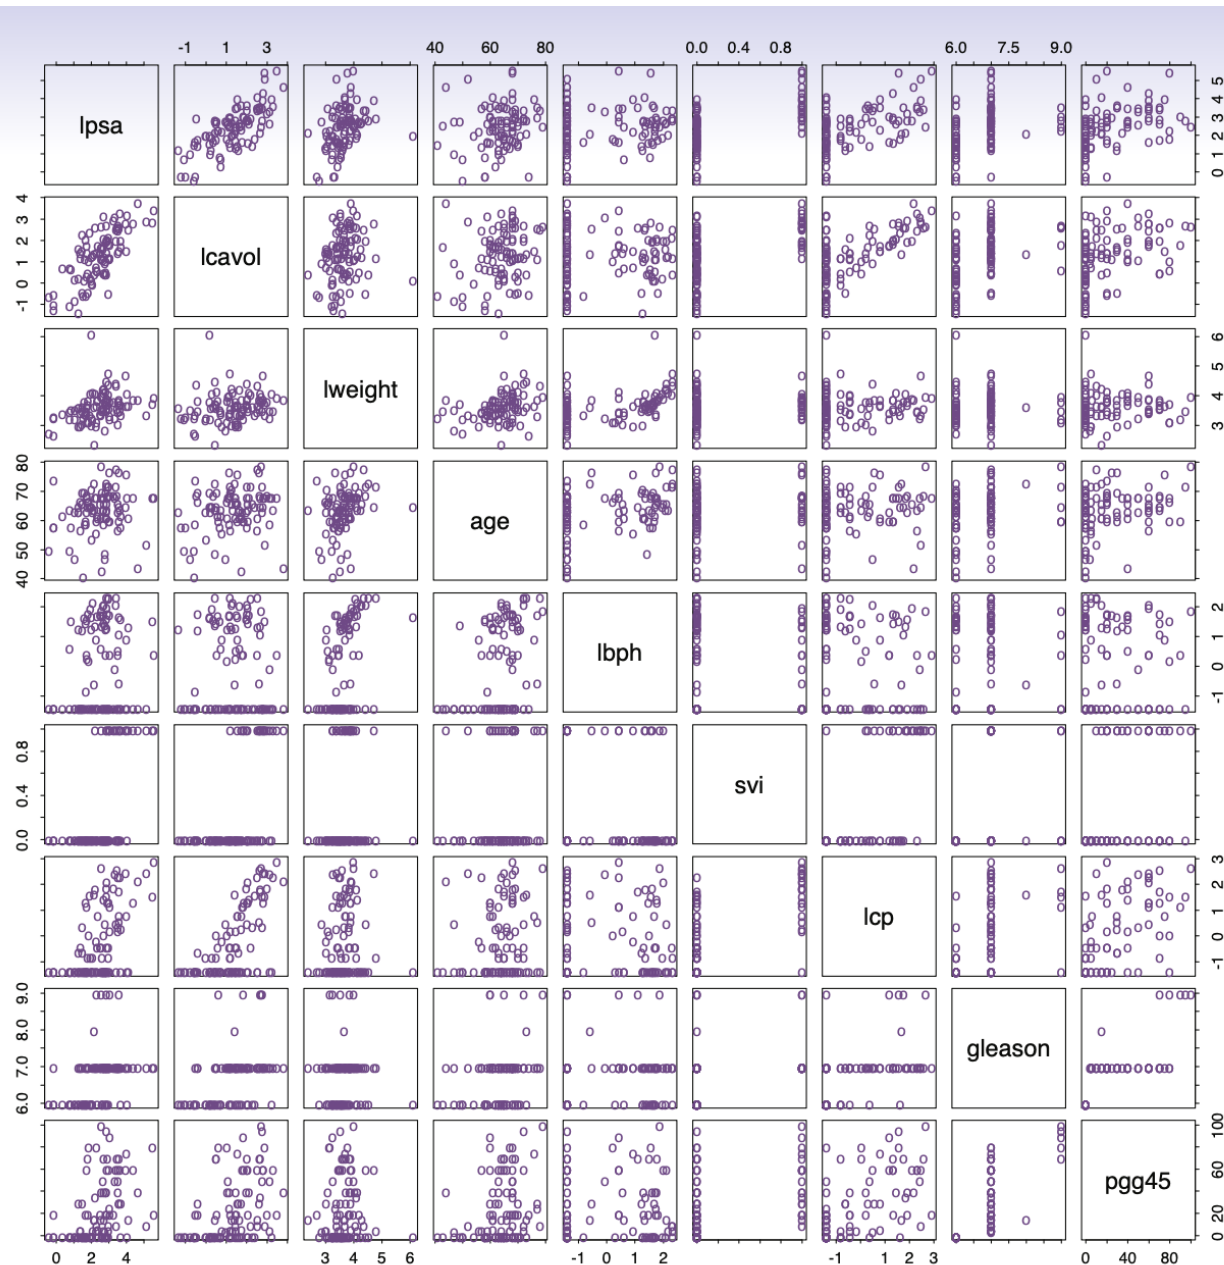 -1 1 3 40 60 80 0.0 0.4 0.8 6.0 7.5 9.0
lpsa 0 1 2 3 4 5
-1 0 1 2 3 4 lcavol
lweight 3 4 5 6
40 50 60 70 80 age
lbph -1 0 1 2
0.0 0.4 0.8 svi
lcp -1 0 1 2 3
6.0 7.0 8.0 9.0 gleason
pgg45 0 20 60 100
0 2 4 3 4 5 6 -1 0 1 2 -1 1 2 3 0 40 80